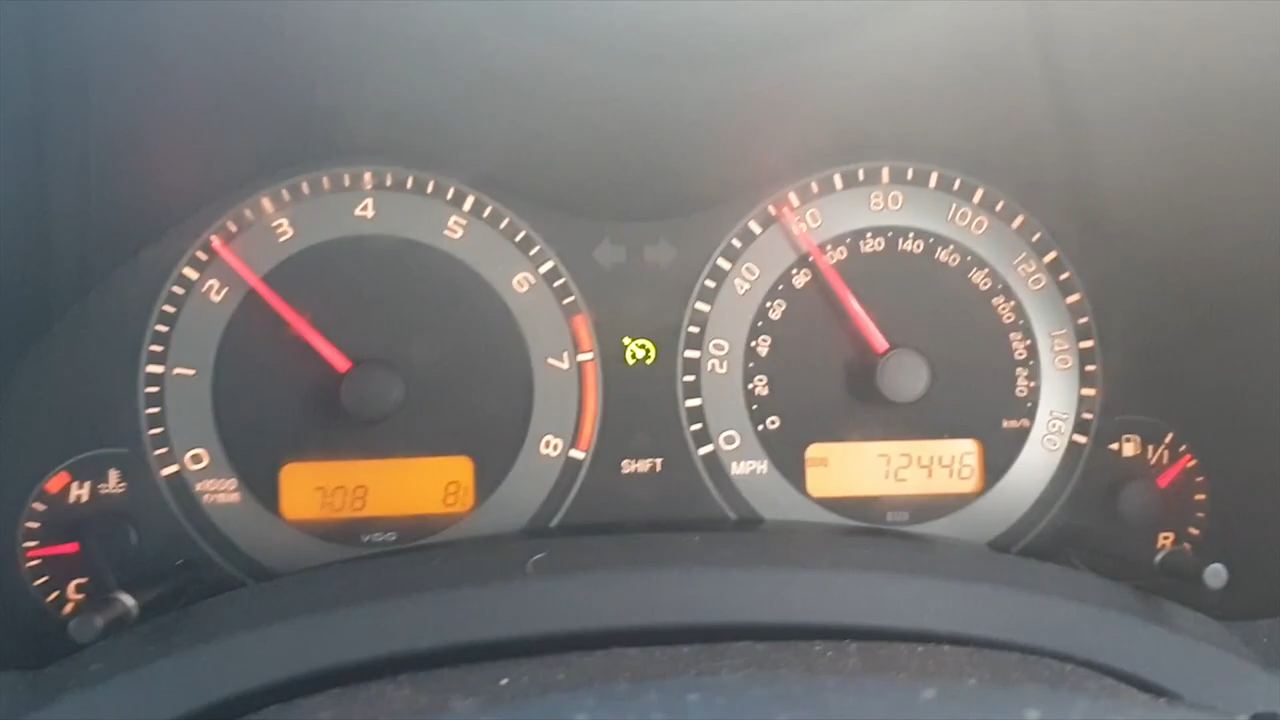 0 1 2 3 4 5 6 7 8
x1000
r/min
7:08 8
VDO
SHIFT
0 20 40 60 80 100 120 140 160
0 20 40 60 80 100 120 140 160 180 200 220 240
km/h
MPH
72446
H
C
1/1
R